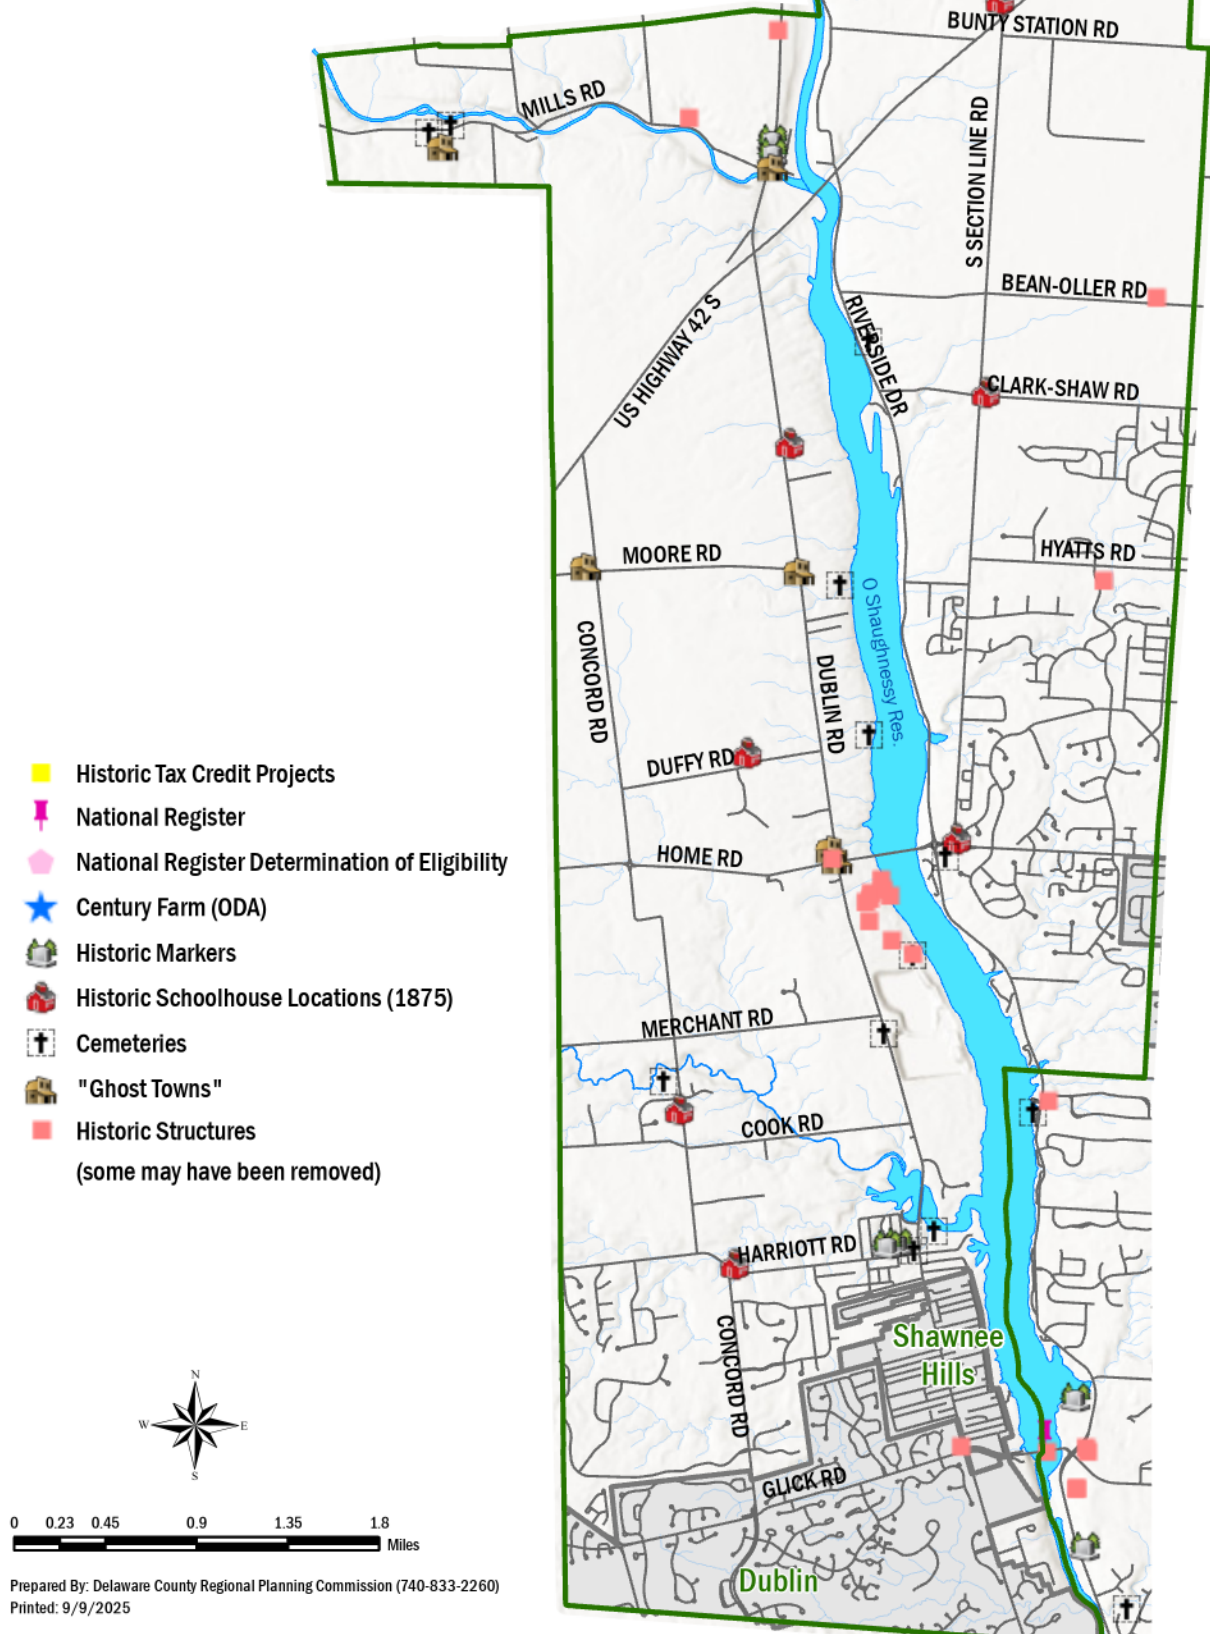 BUNTY STATION RD
MILLS RD
S SECTION LINE RD
BEAN-OLLER RD
US HIGHWAY 42 S
RIVERSIDE DR
CLARK-SHAW RD
MOORE RD
HYATTS RD
O Shaughnessy Res.
CONCORD RD
DUBLIN RD
DUFFY RD
HOME RD
MERCHANT RD
COOK RD
HARRIOTT RD
CONCORD RD
Shawnee
Hills
GLICK RD
Dublin
Historic Tax Credit Projects
National Register
National Register Determination of Eligibility
Century Farm (ODA)
Historic Markers
Historic Schoolhouse Locations (1875)
Cemeteries
"Ghost Towns"
Historic Structures
(some may have been removed)
N
W E
S
0 0.23 0.45 0.9 1.35 1.8
Miles
Prepared By: Delaware County Regional Planning Commission (740-833-2260)
Printed: 9/9/2025